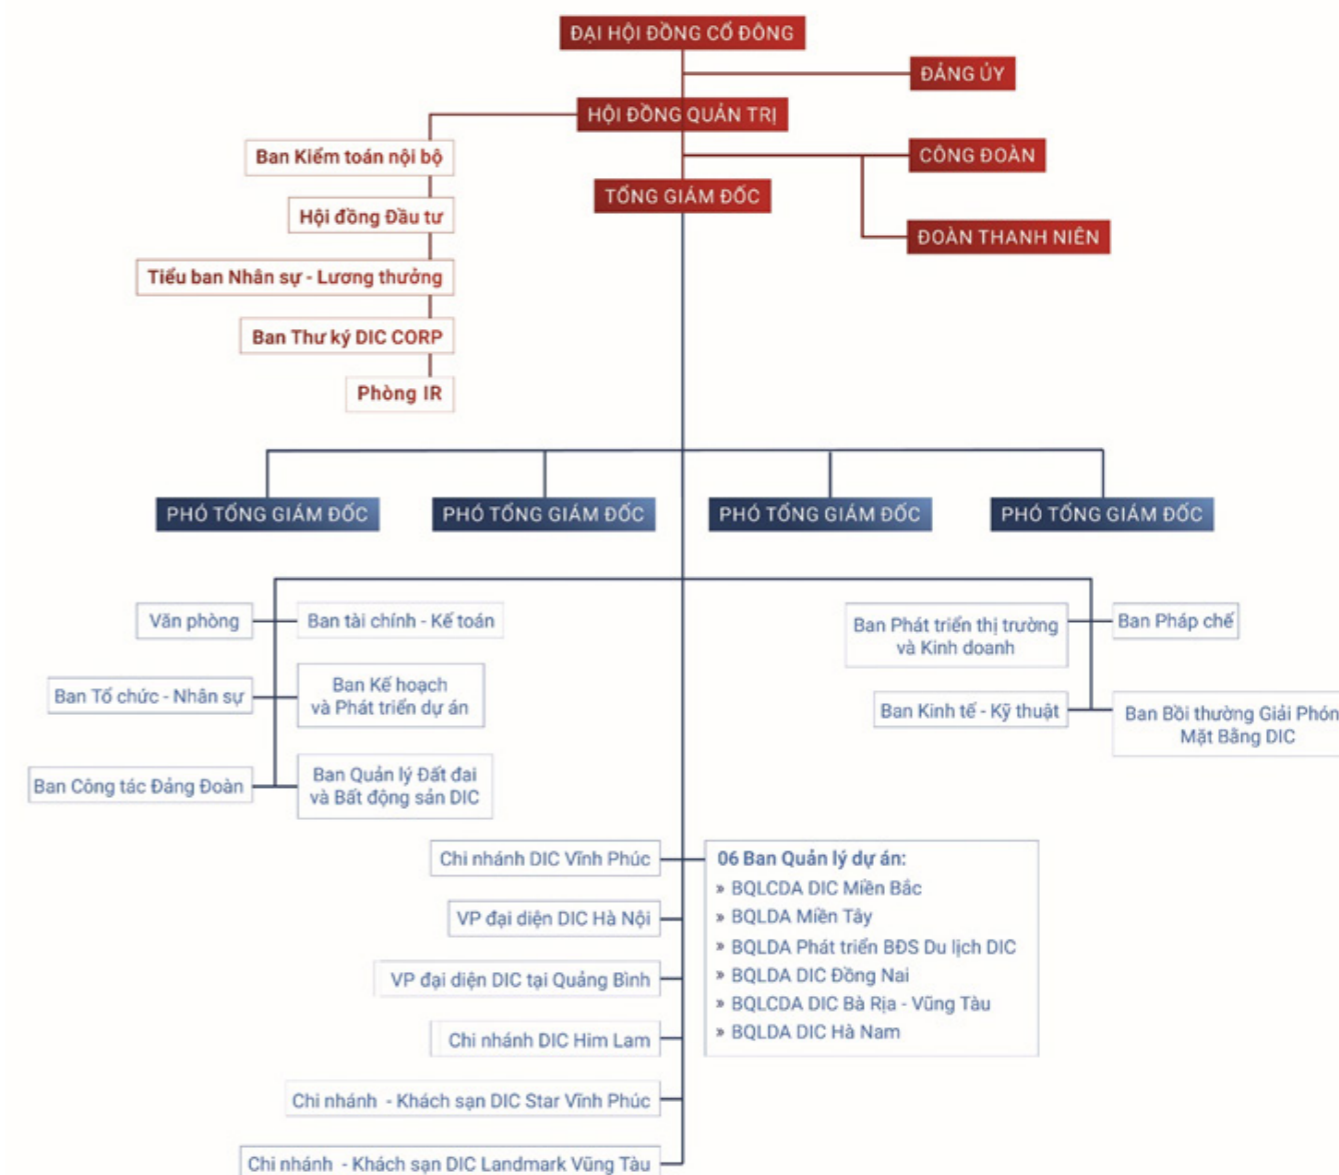 ĐẠI HỘI ĐỒNG CỔ ĐÔNG
ĐẢNG ỦY
HỘI ĐỒNG QUẢN TRỊ
Ban Kiểm toán nội bộ
CÔNG ĐOÀN
TỔNG GIÁM ĐỐC
Hội đồng Đầu tư
ĐOÀN THANH NIÊN
Tiểu ban Nhân sự - Lương thưởng
Ban Thư ký DIC CORP
Phòng IR
PHÓ TỔNG GIÁM ĐỐC
PHÓ TỔNG GIÁM ĐỐC
PHÓ TỔNG GIÁM ĐỐC
PHÓ TỔNG GIÁM ĐỐC
Văn phòng
Ban tài chính - Kế toán
Ban Phát triển thị trường
và Kinh doanh
Ban Pháp chế
Ban Tổ chức - Nhân sự
Ban Kế hoạch
và Phát triển dự án
Ban Kinh tế - Kỹ thuật
Ban Bồi thường Giải Phón
Mặt Bằng DIC
Ban Công tác Đảng Đoàn
Ban Quản lý Đất đai
và Bất động sản DIC
Chi nhánh DIC Vĩnh Phúc
VP đại diện DIC Hà Nội
VP đại diện DIC tại Quảng Bình
Chi nhánh DIC Him Lam
Chi nhánh - Khách sạn DIC Star Vĩnh Phúc
Chi nhánh - Khách sạn DIC Landmark Vũng Tàu
06 Ban Quản lý dự án:
» BQLCDA DIC Miền Bắc
» BQLDA Miền Tây
» BQLDA Phát triển BĐS Du lịch DIC
» BQLDA DIC Đồng Nai
» BQLCDA DIC Bà Rịa - Vũng Tàu
» BQLDA DIC Hà Nam